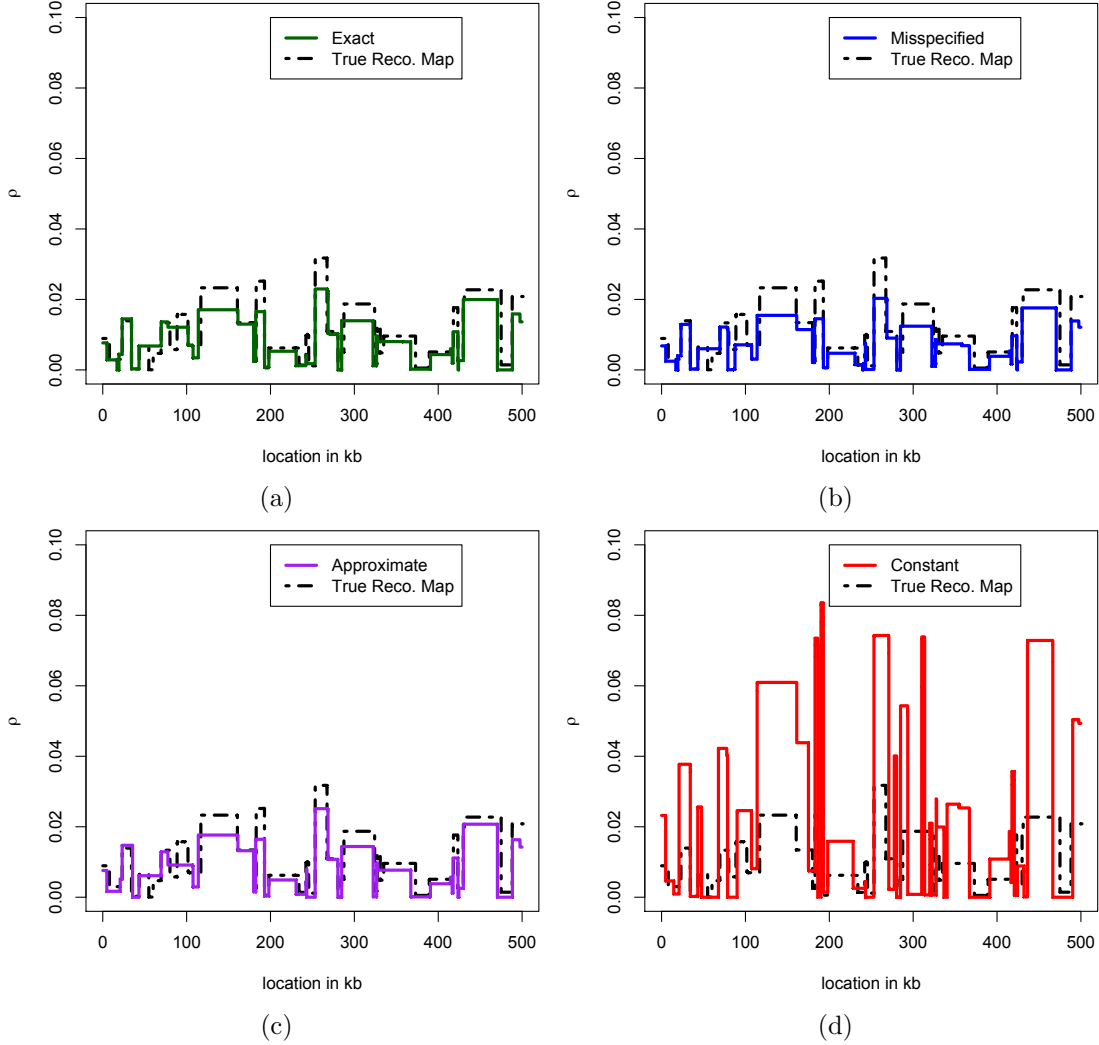 0.00 0.02 0.04 0.06 0.08 0.10
ρ
Exact
True Reco. Map
0 100 200 300 400 500
location in kb
(a)
0.00 0.02 0.04 0.06 0.08 0.10
ρ
Misspecified
True Reco. Map
0 100 200 300 400 500
location in kb
(b)
0.00 0.02 0.04 0.06 0.08 0.10
ρ
Approximate
True Reco. Map
0 100 200 300 400 500
location in kb
(c)
0.00 0.02 0.04 0.06 0.08 0.10
ρ
Constant
True Reco. Map
0 100 200 300 400 500
location in kb
(d)